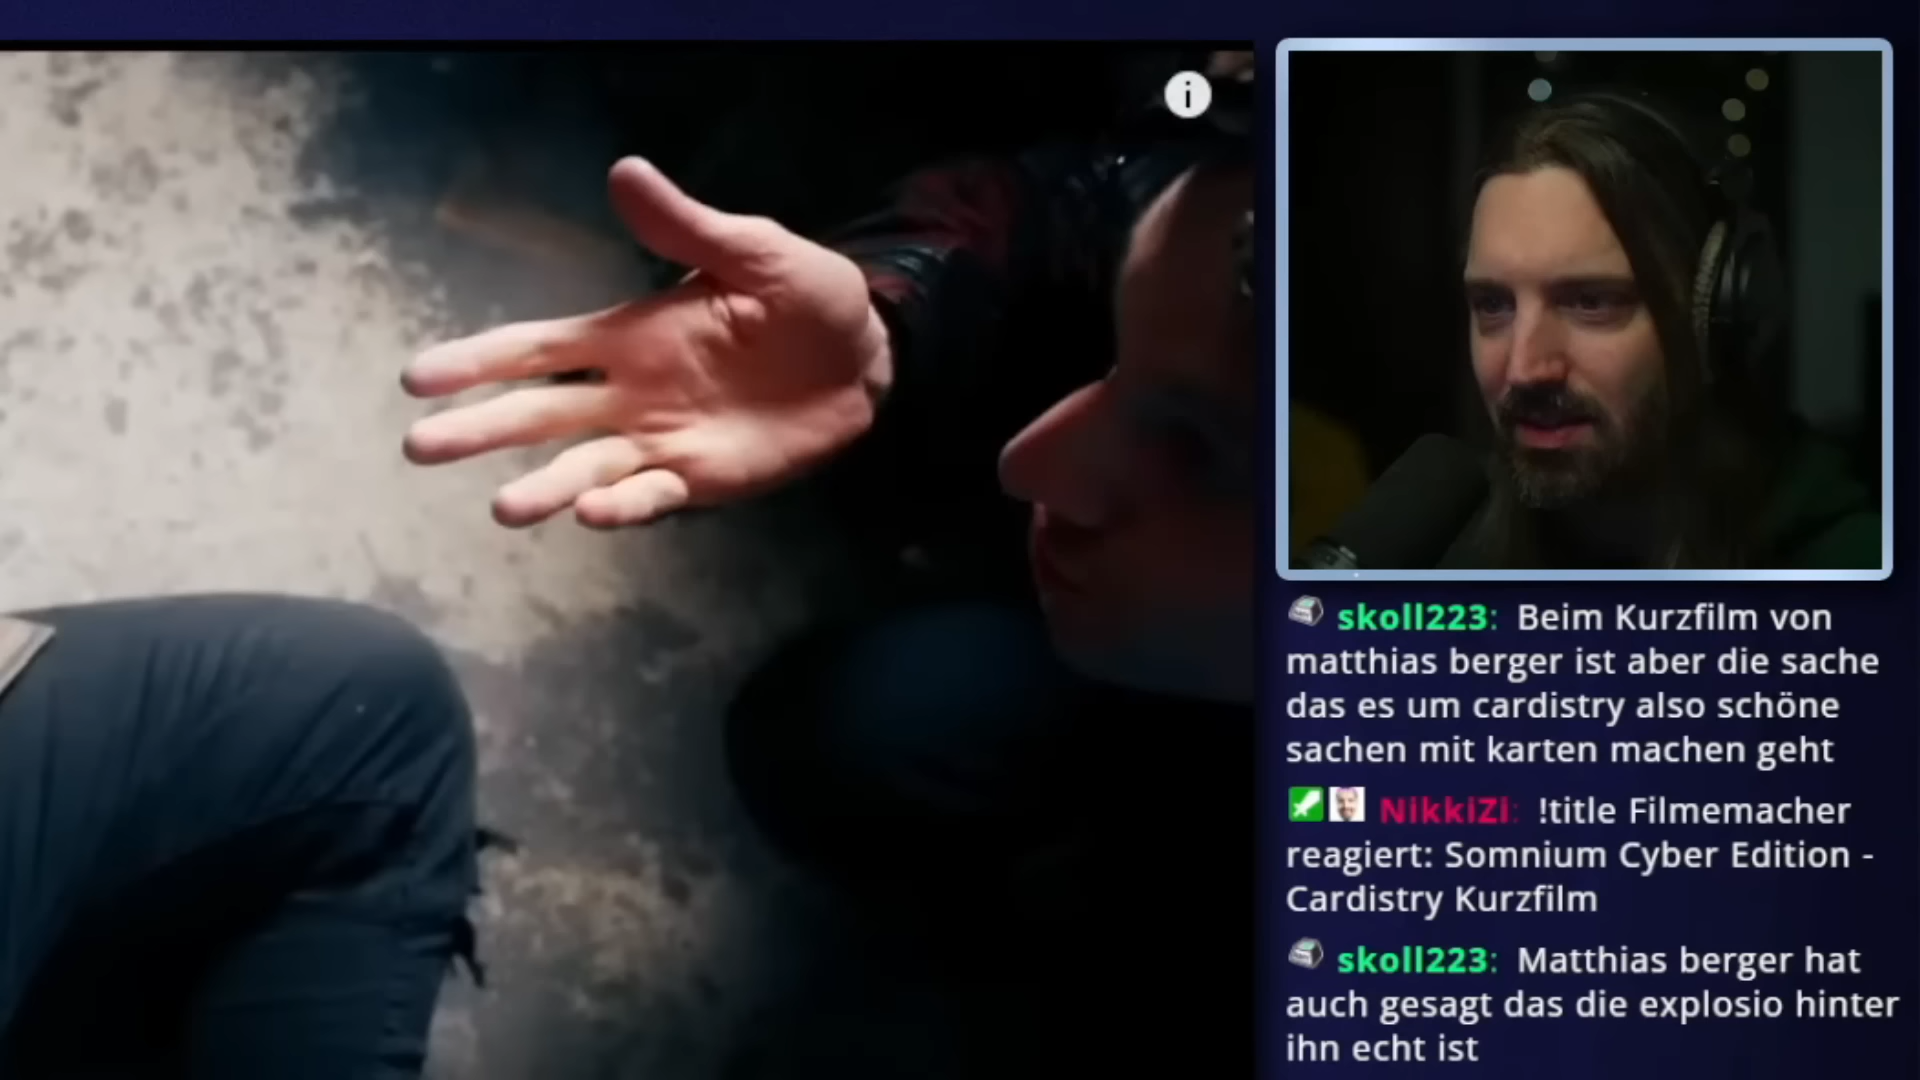 i
skoll223: Beim Kurzfilm von
matthias berger ist aber die sache
das es um cardistry also schöne
sachen mit karten machen geht
NikkiZi: !title Filmemacher
reagiert: Somnium Cyber Edition -
Cardistry Kurzfilm
skoll223: Matthias berger hat
auch gesagt das die explosio hinter
ihn echt ist